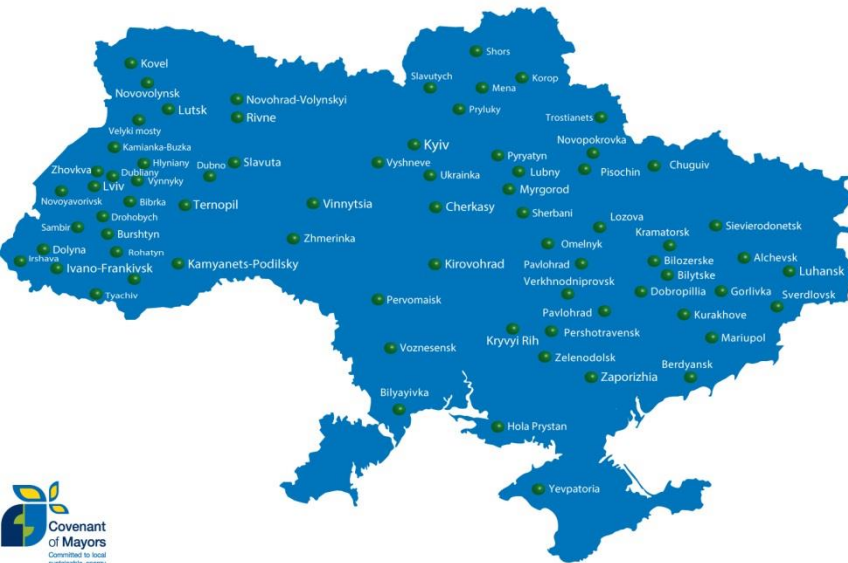 Shors
Kovel
Slavutych
Korop
Novovolynsk
Mena
Novohrad-Volynskyi
Lutsk
Pryluky
Rivne
Trostianets
Velyki mosty
Kamianka-Buzka
Kyiv
Novopokrovka
Hlyniany
Dubno
Slavuta
Vyshneve
Pyryatyn
Chuguiv
Zhovkva
Dubliany
Vynnyky
Ukrainka
Lubny
Pisochin
Lviv
Myrgorod
Novoyavorivsk
Bibrka
Ternopil
Vinnytsia
Cherkasy
Sherbani
Drohobych
Lozova
Sambir
Burshtyn
Zhmerinka
Kramatorsk
Sievierodonetsk
Omelnyk
Dolyna
Rohatyn
Irshava
Ivano-Frankivsk
Kamyanets-Podilsky
Kirovohrad
Pavlohrad
Bilozerske
Alchevsk
Bilytske
Luhansk
Verkhnodniprovsk
Tyachiv
Dobropillia
Gorlivka
Sverdlovsk
Pervomaisk
Pavlohrad
Kurakhove
Kryvyi Rih
Pershotravensk
Mariupol
Voznesensk
Zelenodolsk
Berdyansk
Zaporizhia
Bilyayivka
Hola Prystan
Yevpatoria
Covenant
of Mayors
Committed to local
sustainable energy